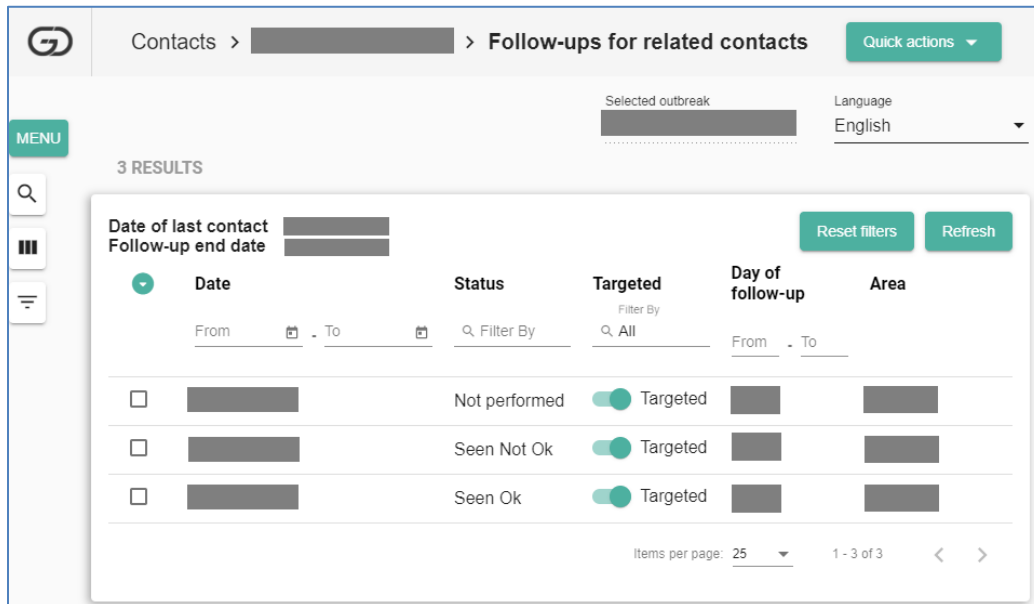 Contacts > > Follow-ups for related contacts Quick actions
Selected outbreak Language
English
MENU
3 RESULTS
Date of last contact
Follow-up end date
Reset filters Refresh
Date Status Targeted Day of follow-up Area
Filter By
From - To Filter By All From - To
Not performed Targeted
Seen Not Ok Targeted
Seen Ok Targeted
Items per page: 25 1 - 3 of 3 < >